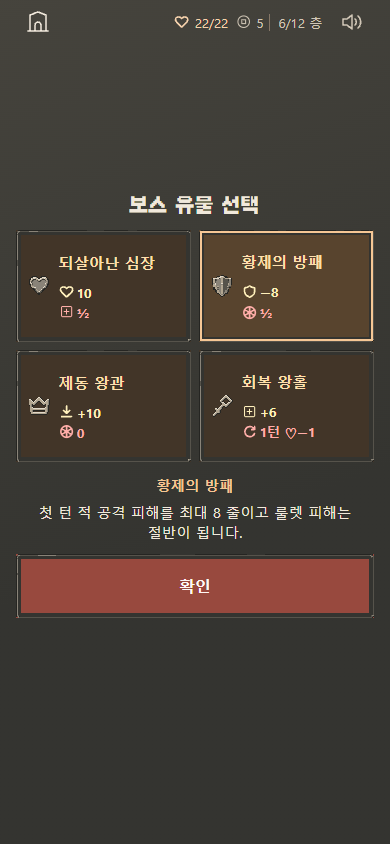 22/22 5 6/12 층
보스 유물 선택
되살아난 심장
10
½
황제의 방패
−8
½
제동 왕관
+10
0
회복 왕홀
+6
1턴 ♡−1
황제의 방패
첫 턴 적 공격 피해를 최대 8 줄이고 룰렛 피해는
절반이 됩니다.
확인